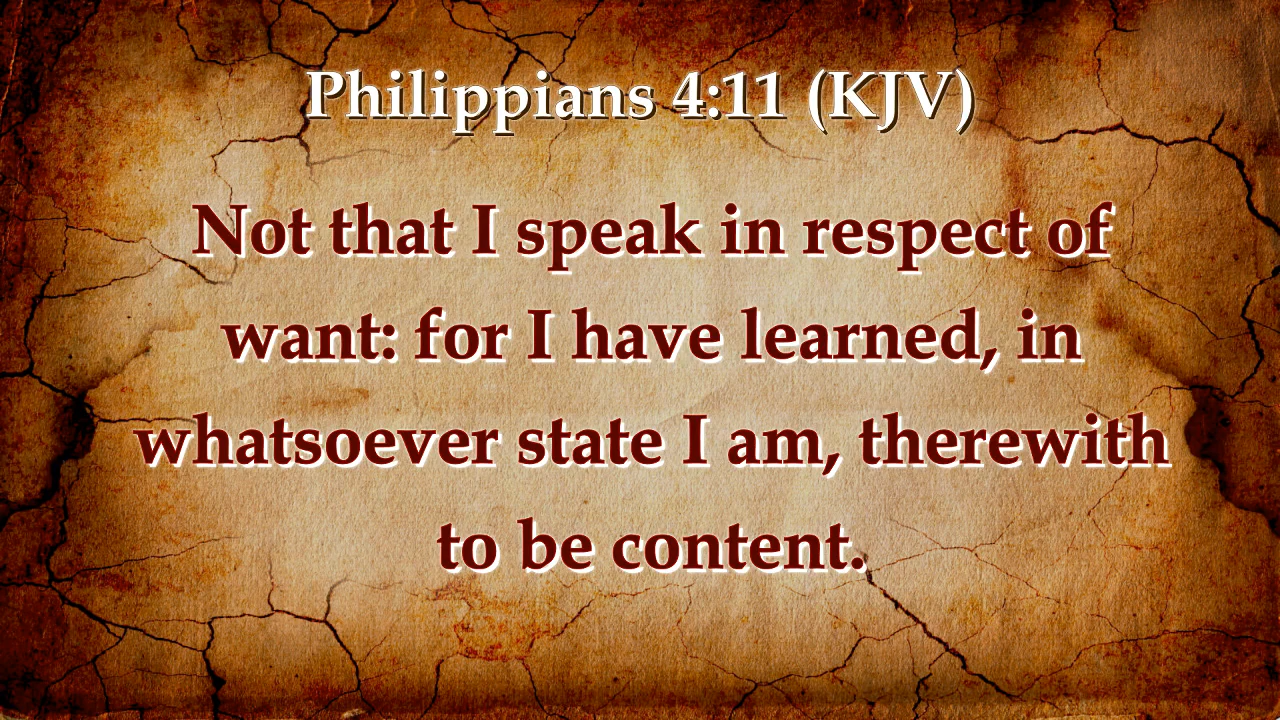 Philippians 4:11 (KJV)
Not that I speak in respect of
want: for I have learned, in
whatsoever state I am, therewith
to be content.